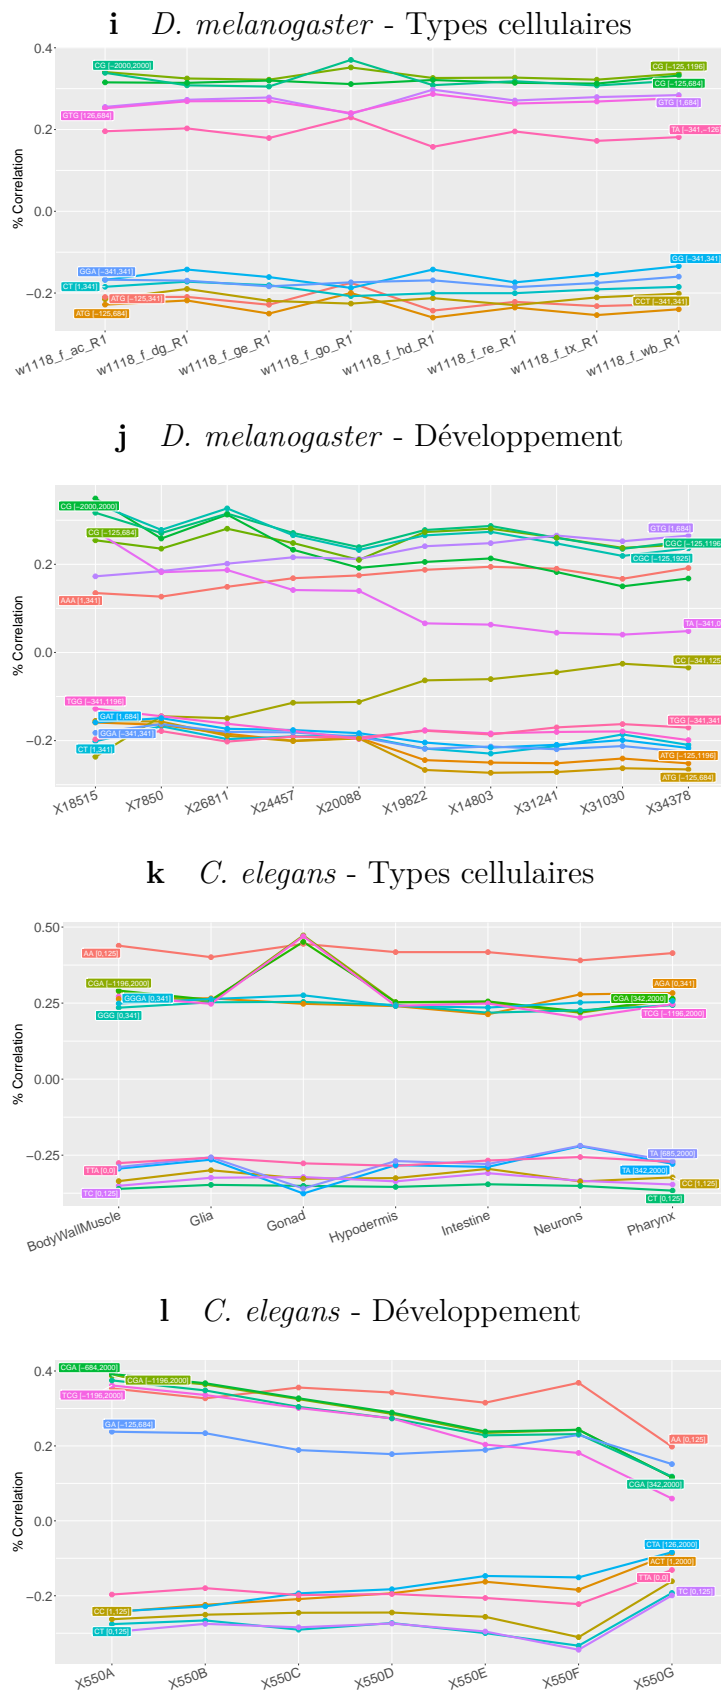 i D. melanogaster - Types cellulaires
0.4
0.2
0.0
−0.2
% Correlation
CG [−2000,2000]
CG [−125,1196]
CG [−125,684]
GTG [126,684]
GTG [1,684]
TA [−341,−126]
GGA [−341,341]
GG [−341,341]
CT [1,341]
ATG [−125,341]
CCT [−341,341]
ATG [−125,684]
w1118_f_ac_R1
w1118_f_dg_R1
w1118_f_ge_R1
w1118_f_go_R1
w1118_f_hd_R1
w1118_f_re_R1
w1118_f_tx_R1
w1118_f_wb_R1
j D. melanogaster - Développement
0.2
0.0
−0.2
% Correlation
CG [−2000,2000]
CG [−125,684]
GTG [1,684]
CGC [−125,1196
CGC [−125,1925]
AAA [1,341]
TA [−341,0
CC [−341,125
TGG [−341,1196]
GAT [1,684]
TGG [−341,341
GGA [−341,341]
CT [1,341]
ATG [−125,1196]
ATG [−125,684]
X18515
X7850
X26811
X24457
X20088
X19822
X14803
X31241
X31030
X34378
k C. elegans - Types cellulaires
0.50
0.25
0.00
−0.25
% Correlation
AA [0,125]
CGA [−1196,2000]
AGA [0,341]
GGGA [0,341]
CGA [342,2000]
GGG [0,341]
TCG [−1196,2000]
TTA [0,0]
TA [685,2000]
TA [342,2000]
CC [1,125]
TC [0,125]
CT [0,125]
BodyWallMuscle
Glia
Gonad
Hypodermis
Intestine
Neurons
Pharynx
l C. elegans - Développement
0.4
0.2
0.0
−0.2
% Correlation
CGA [−684,2000]
CGA [−1196,2000]
TCG [−1196,2000]
GA [−125,684]
AA [0,125]
CGA [342,2000]
CTA [126,2000]
ACT [1,2000]
TTA [0,0]
TC [0,125]
CC [1,125]
CT [0,125]
X550A
X550B
X550C
X550D
X550E
X550F
X550G